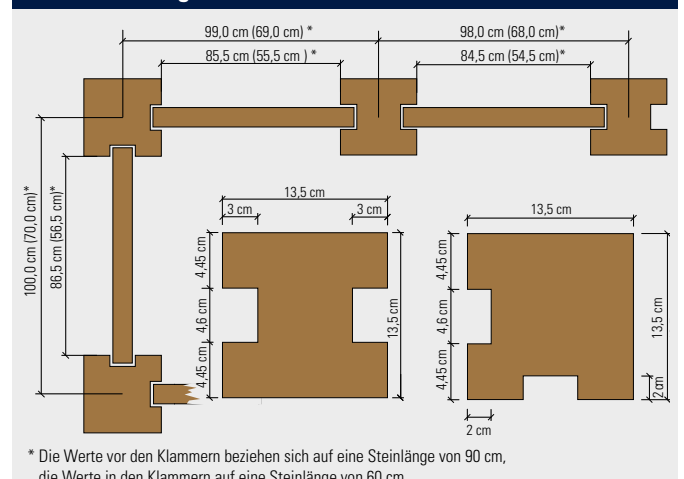 99,0 cm (69,0 cm) *
98,0 cm (68,0 cm)*
85,5 cm (55,5 cm ) *
84,5 cm (54,5 cm)*
100,0 cm (70,0 cm)*
86,5 cm (56,5 cm)*
13,5 cm
3 cm
3 cm
4,45 cm
4,6 cm
4,45 cm
13,5 cm
13,5 cm
4,45 cm
4,6 cm
4,45 cm
13,5 cm
2 cm
2 cm
* Die Werte vor den Klammern beziehen sich auf eine Steinlänge von 90 cm,
die Werte in den Klammern auf eine Steinlänge von 60 cm